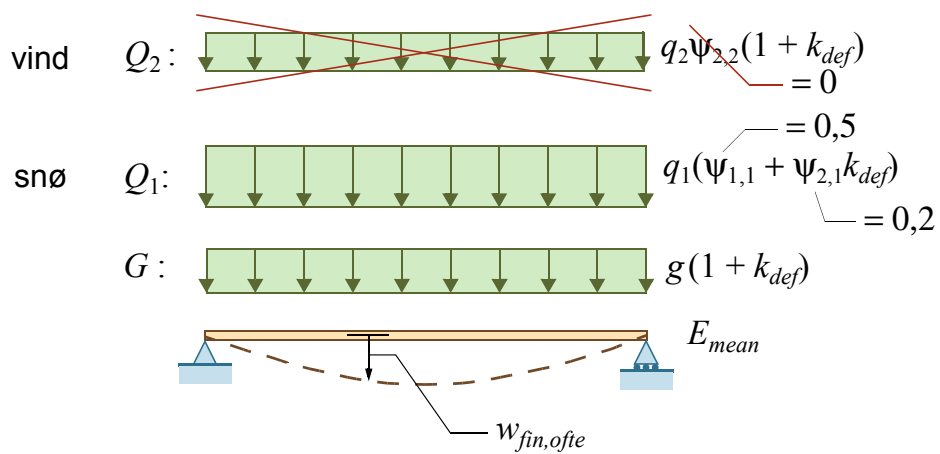 vind Q₂ : q₂ψ₂,₂(1 + k_def)
= 0
= 0,5
snø Q₁: q₁(ψ₁,₁ + ψ₂,₁k_def)
= 0,2
G : g(1 + k_def)
E_mean
w_fin,ofte